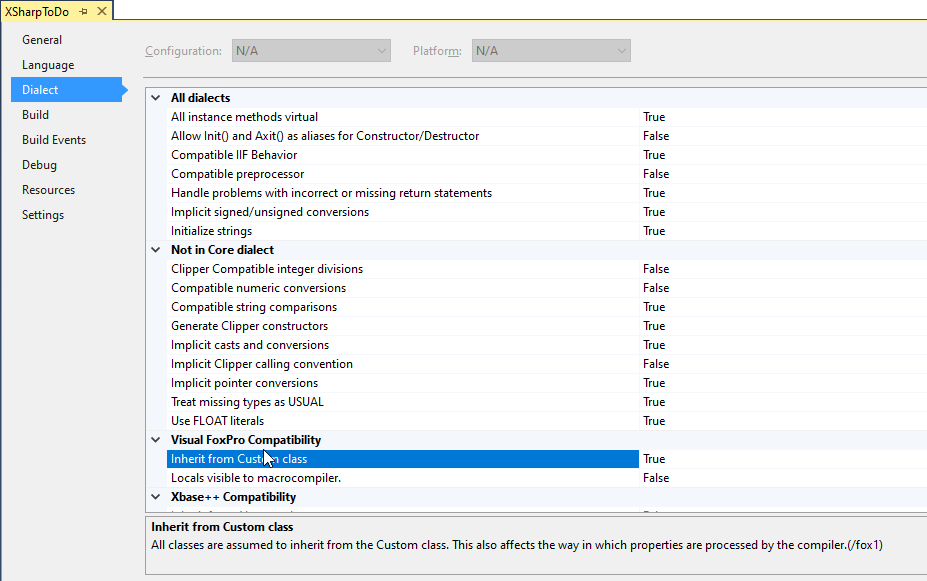 XSharpToDo
General
Language
Dialect
Build
Build Events
Debug
Resources
Settings
Configuration: N/A Platform: N/A
All dialects
All instance methods virtual True
Allow Init() and Axit() as aliases for Constructor/Destructor False
Compatible IIF Behavior True
Compatible preprocessor False
Handle problems with incorrect or missing return statements True
Implicit signed/unsigned conversions True
Initialize strings True
Not in Core dialect
Clipper Compatible integer divisions False
Compatible numeric conversions False
Compatible string comparisons True
Generate Clipper constructors True
Implicit casts and conversions True
Implicit Clipper calling convention False
Implicit pointer conversions True
Treat missing types as USUAL True
Use FLOAT literals True
Visual FoxPro Compatibility
Inherit from Custom class True
Locals visible to macrocompiler. False
Xbase++ Compatibility
Inherit from Custom class
All classes are assumed to inherit from the Custom class. This also affects the way in which properties are processed by the compiler.(/fox1)